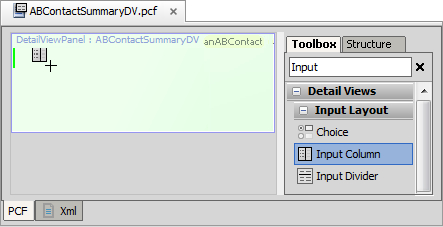 ABContactSummaryDV.pcf ×
DetailViewPanel : ABContactSummaryDV anABContact
Toolbox Structure
Input
Detail Views
Input Layout
Choice
Input Column
Input Divider
PCF Xml